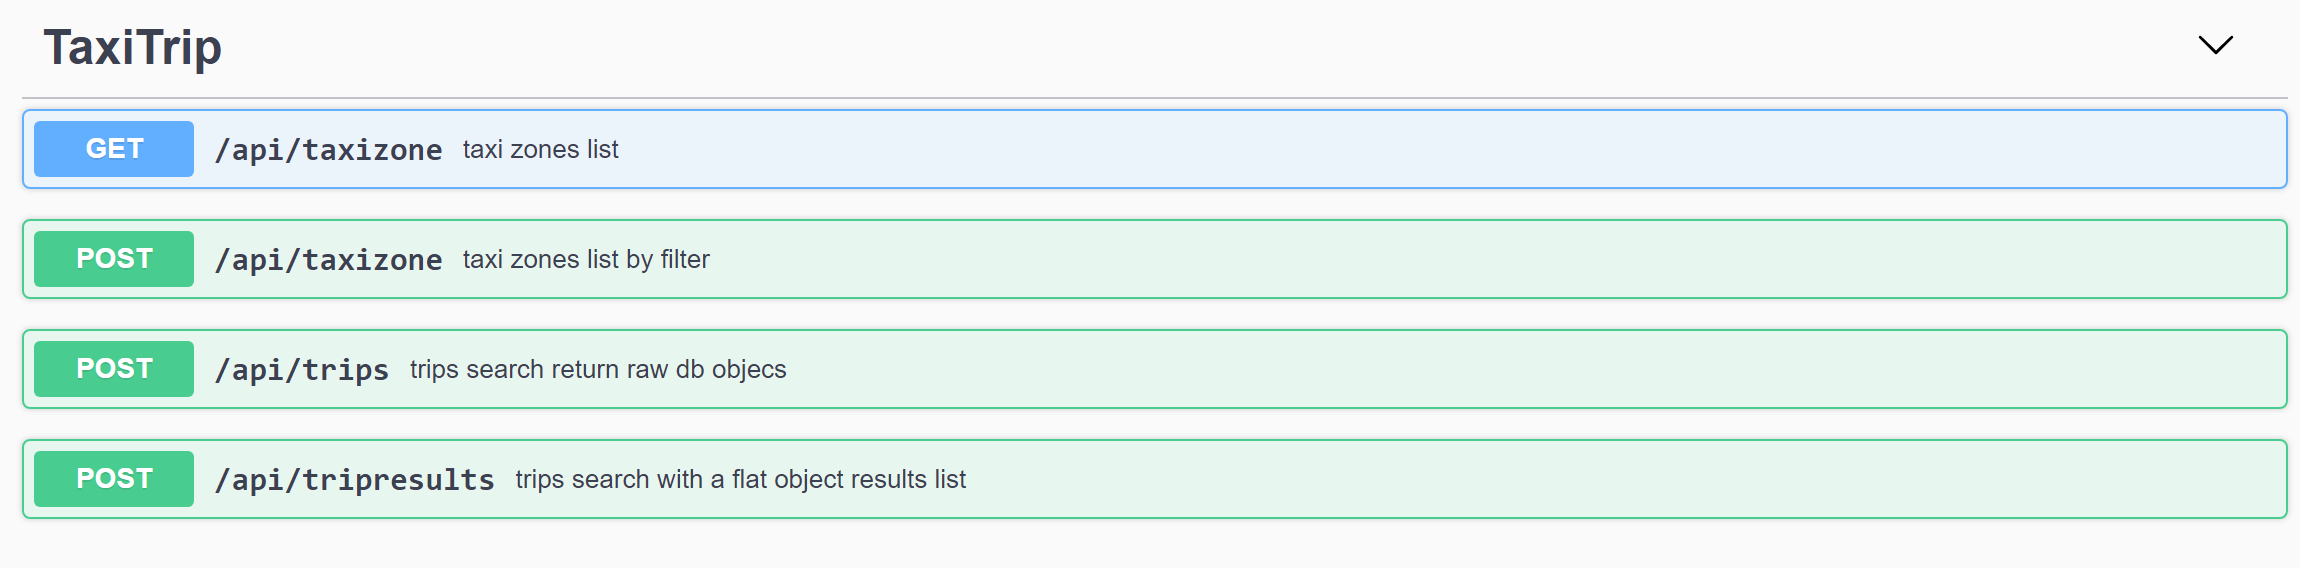 TaxiTrip
GET /api/taxizone taxi zones list
POST /api/taxizone taxi zones list by filter
POST /api/trips trips search return raw db objecs
POST /api/tripresults trips search with a flat object results list